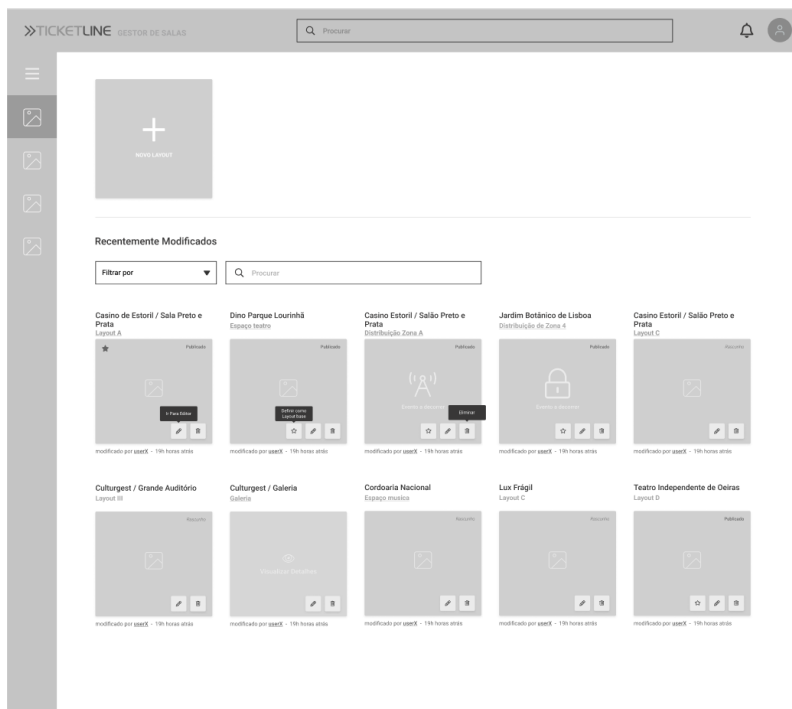 TICKETLINE GESTOR DE SALAS
Procurar
NOVO LAYOUT
Recentemente Modificados
Filtrar por
Procurar
Casino de Estoril / Sala Preto e
Prata
Layout A
Publicado
Ir Para Editor
modificado por userX - 19h horas atrás
Dino Parque Lourinhã
Espaço teatro
Publicado
Definir como
Layout base
modificado por userX - 19h horas atrás
Casino Estoril / Salão Preto e
Prata
Distribuição Zona A
Publicado
Evento a decorrer
Eliminar
modificado por userX - 19h horas atrás
Jardim Botânico de Lisboa
Distribuição de Zona 4
Publicado
Evento a decorrer
modificado por userX - 19h horas atrás
Casino Estoril / Salão Preto e
Prata
Layout C
Rascunho
modificado por userX - 19h horas atrás
Culturgest / Grande Auditório
Layout III
Rascunho
modificado por userX - 19h horas atrás
Culturgest / Galeria
Galeria
Visualizar detalhes
modificado por userX - 19h horas atrás
Cordoaria Nacional
Espaço musica
Rascunho
modificado por userX - 19h horas atrás
Lux Frágil
Layout C
Rascunho
modificado por userX - 19h horas atrás
Teatro Independente de Oeiras
Layout D
Publicado
modificado por userX - 19h horas atrás